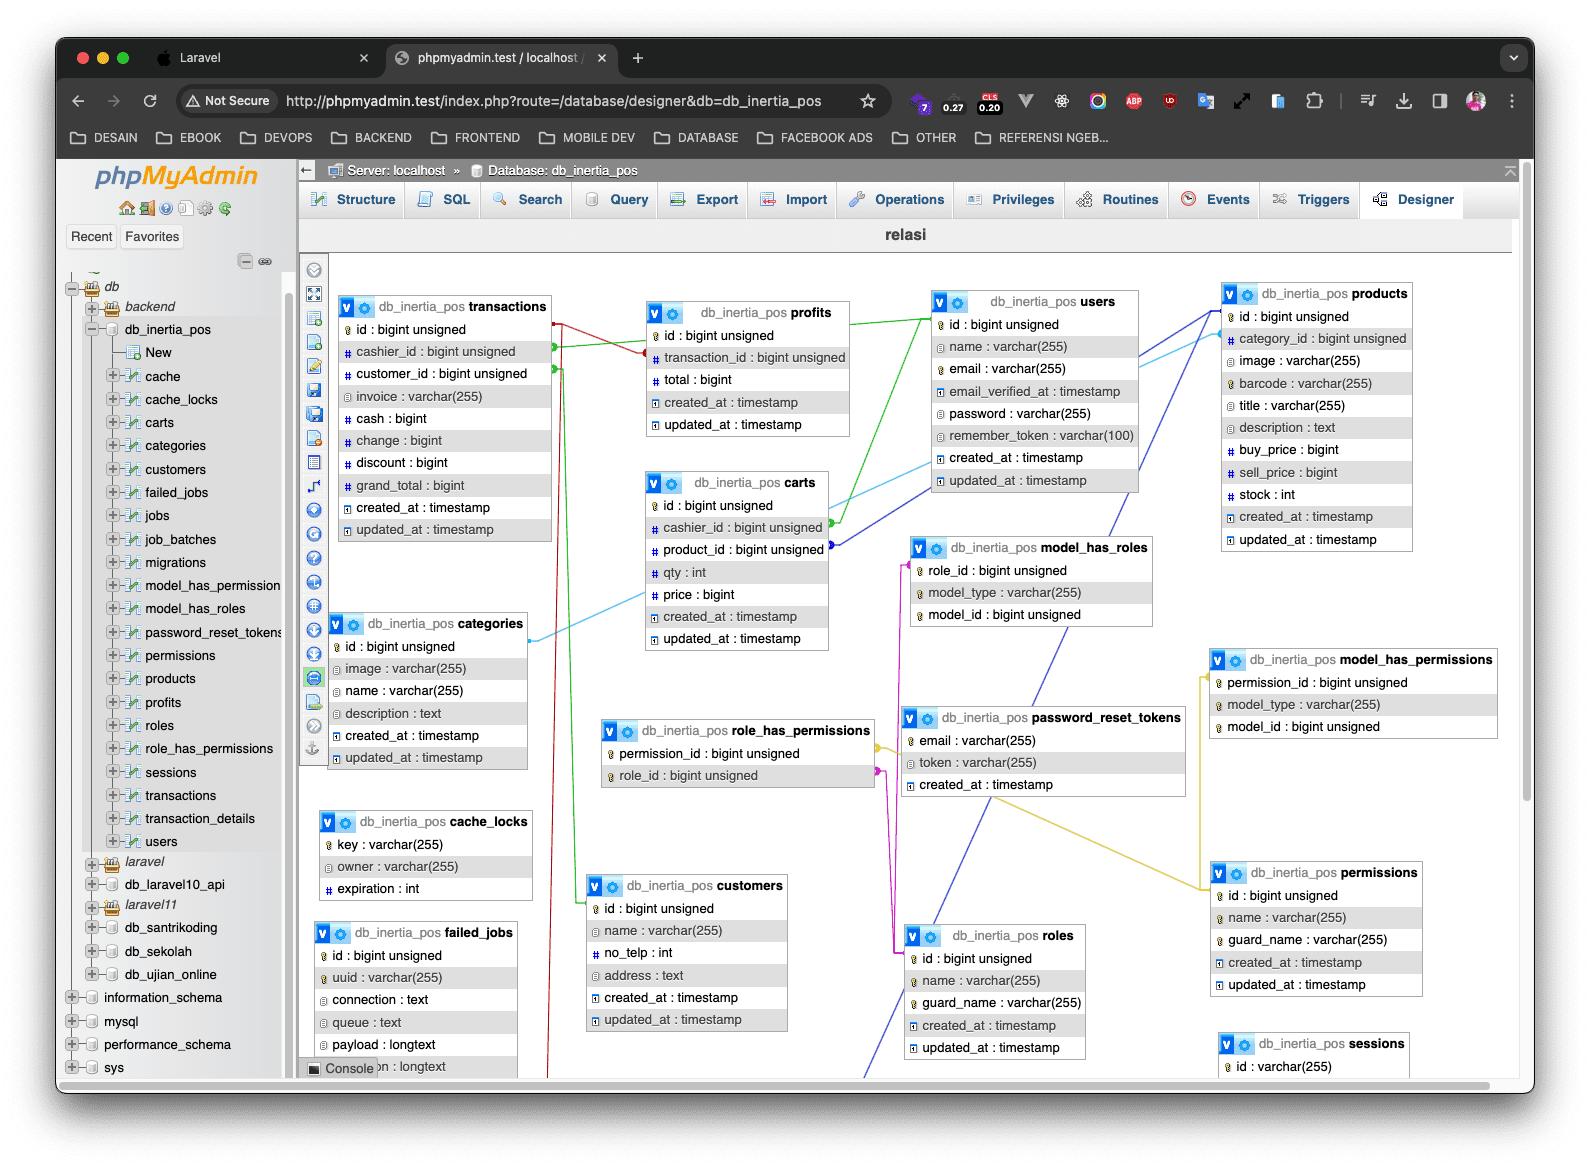 Laravel
phpmyadmin.test / localhost /
Not Secure
http://phpmyadmin.test/index.php?route=/database/designer&db=db_inertia_pos
7
0.27
CLS
0.20
ABP
DESAIN
EBOOK
DEVOPS
BACKEND
FRONTEND
MOBILE DEV
DATABASE
FACEBOOK ADS
OTHER
REFERENSI NGEB...
phpMyAdmin
Recent
Favorites
db
backend
db_inertia_pos
New
cache
cache_locks
carts
categories
customers
failed_jobs
jobs
job_batches
migrations
model_has_permission
model_has_roles
password_reset_tokens
permissions
products
profits
roles
role_has_permissions
sessions
transactions
transaction_details
users
laravel
db_laravel10_api
laravel11
db_santrikoding
db_sekolah
db_ujian_online
information_schema
mysql
performance_schema
sys
Server: localhost » Database: db_inertia_pos
Structure
SQL
Search
Query
Export
Import
Operations
Privileges
Routines
Events
Triggers
Designer
relasi
db_inertia_pos transactions
id : bigint unsigned
cashier_id : bigint unsigned
customer_id : bigint unsigned
invoice : varchar(255)
cash : bigint
change : bigint
discount : bigint
grand_total : bigint
created_at : timestamp
updated_at : timestamp
db_inertia_pos profits
id : bigint unsigned
transaction_id : bigint unsigned
total : bigint
created_at : timestamp
updated_at : timestamp
db_inertia_pos users
id : bigint unsigned
name : varchar(255)
email : varchar(255)
email_verified_at : timestamp
password : varchar(255)
remember_token : varchar(100)
created_at : timestamp
updated_at : timestamp
db_inertia_pos products
id : bigint unsigned
category_id : bigint unsigned
image : varchar(255)
barcode : varchar(255)
title : varchar(255)
description : text
buy_price : bigint
sell_price : bigint
stock : int
created_at : timestamp
updated_at : timestamp
db_inertia_pos carts
id : bigint unsigned
cashier_id : bigint unsigned
product_id : bigint unsigned
qty : int
price : bigint
created_at : timestamp
updated_at : timestamp
db_inertia_pos model_has_roles
role_id : bigint unsigned
model_type : varchar(255)
model_id : bigint unsigned
db_inertia_pos categories
id : bigint unsigned
image : varchar(255)
name : varchar(255)
description : text
created_at : timestamp
updated_at : timestamp
db_inertia_pos model_has_permissions
permission_id : bigint unsigned
model_type : varchar(255)
model_id : bigint unsigned
db_inertia_pos role_has_permissions
permission_id : bigint unsigned
role_id : bigint unsigned
db_inertia_pos password_reset_tokens
email : varchar(255)
token : varchar(255)
created_at : timestamp
db_inertia_pos cache_locks
key : varchar(255)
owner : varchar(255)
expiration : int
db_inertia_pos customers
id : bigint unsigned
name : varchar(255)
no_telp : int
address : text
created_at : timestamp
updated_at : timestamp
db_inertia_pos permissions
id : bigint unsigned
name : varchar(255)
guard_name : varchar(255)
created_at : timestamp
updated_at : timestamp
db_inertia_pos failed_jobs
id : bigint unsigned
uuid : varchar(255)
connection : text
queue : text
payload : longtext
on : longtext
db_inertia_pos roles
id : bigint unsigned
name : varchar(255)
guard_name : varchar(255)
created_at : timestamp
updated_at : timestamp
db_inertia_pos sessions
id : varchar(255)
Console